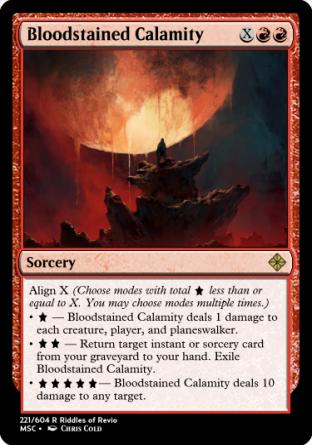 Bloodstained Calamity XRR
Sorcery
Align X (Choose modes with total ★ less than or
equal to X. You may choose modes multiple times.)
• ★ — Bloodstained Calamity deals 1 damage to
each creature, player, and planeswalker.
• ★ ★ — Return target instant or sorcery card
from your graveyard to your hand. Exile
Bloodstained Calamity.
• ★ ★ ★ ★ ★— Bloodstained Calamity deals 10
damage to any target.
221/604 R Riddles of Revio
MSC • Chris Cold